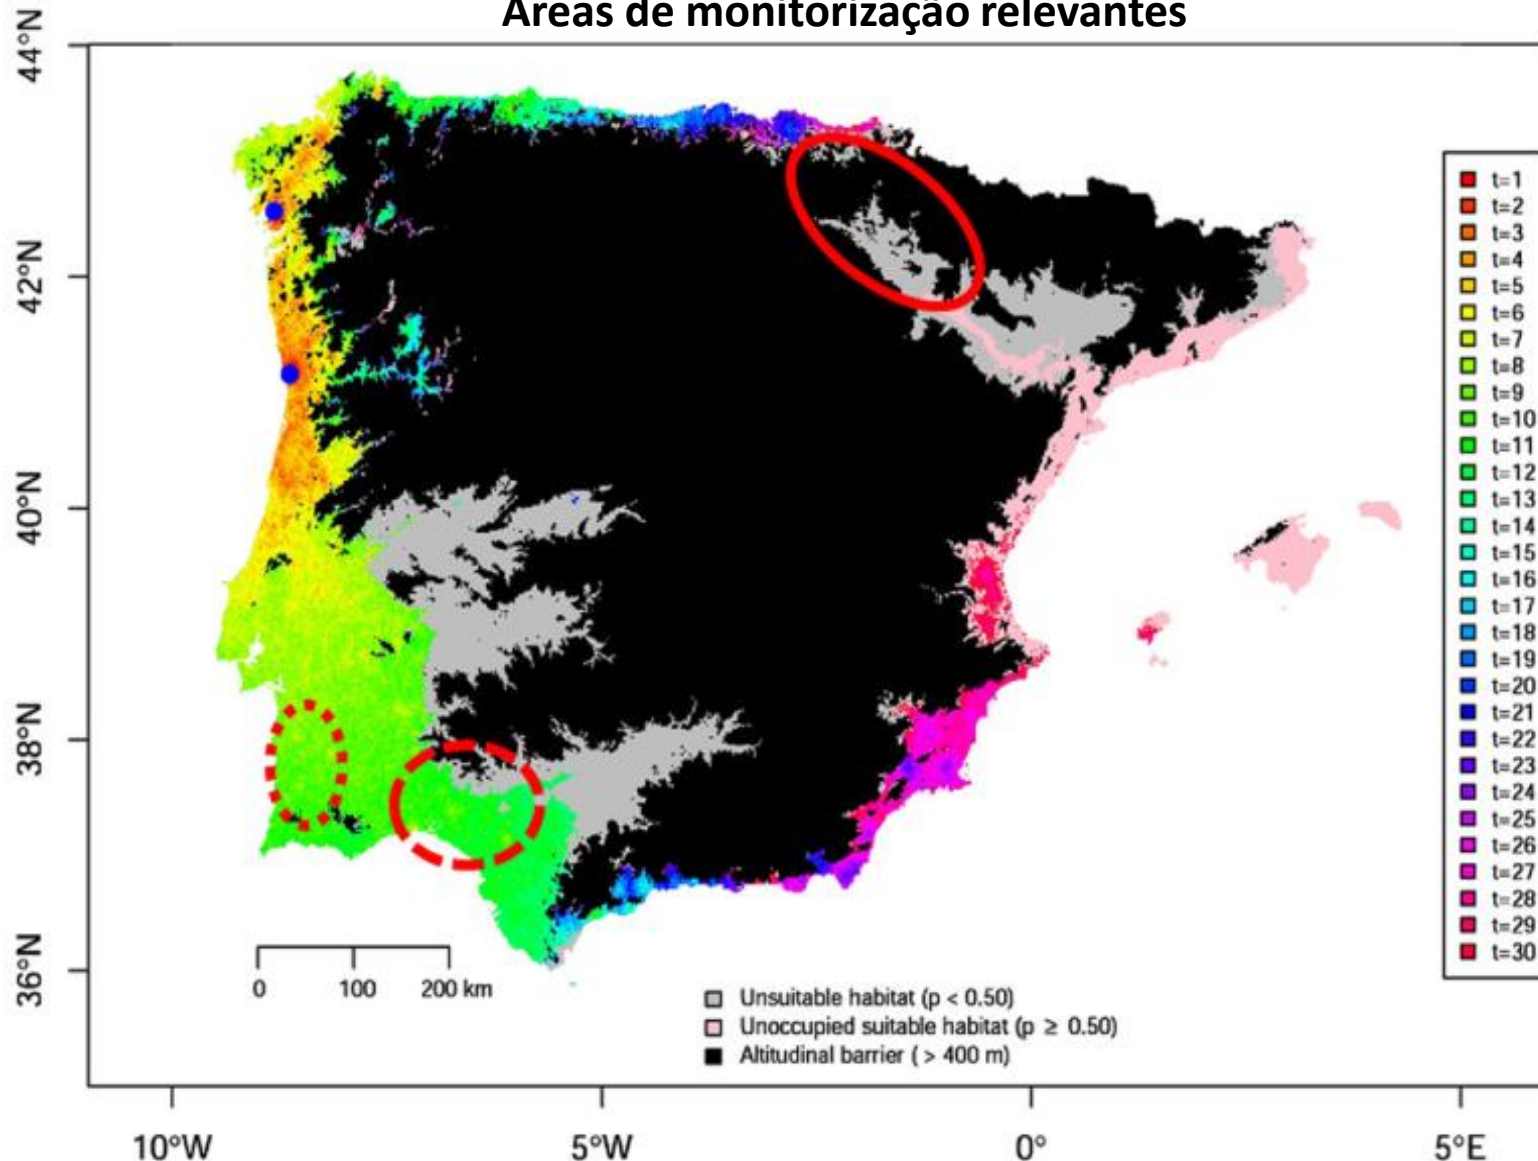 Áreas de monitorização relevantes
44°N
42°N
40°N
38°N
36°N
t=1
t=2
t=3
t=4
t=5
t=6
t=7
t=8
t=9
t=10
t=11
t=12
t=13
t=14
t=15
t=16
t=17
t=18
t=19
t=20
t=21
t=22
t=23
t=24
t=25
t=26
t=27
t=28
t=29
t=30
0 100 200 km
Unsuitable habitat (p < 0.50)
Unoccupied suitable habitat (p ≥ 0.50)
Altitudinal barrier ( > 400 m)
10°W 5°W 0° 5°E